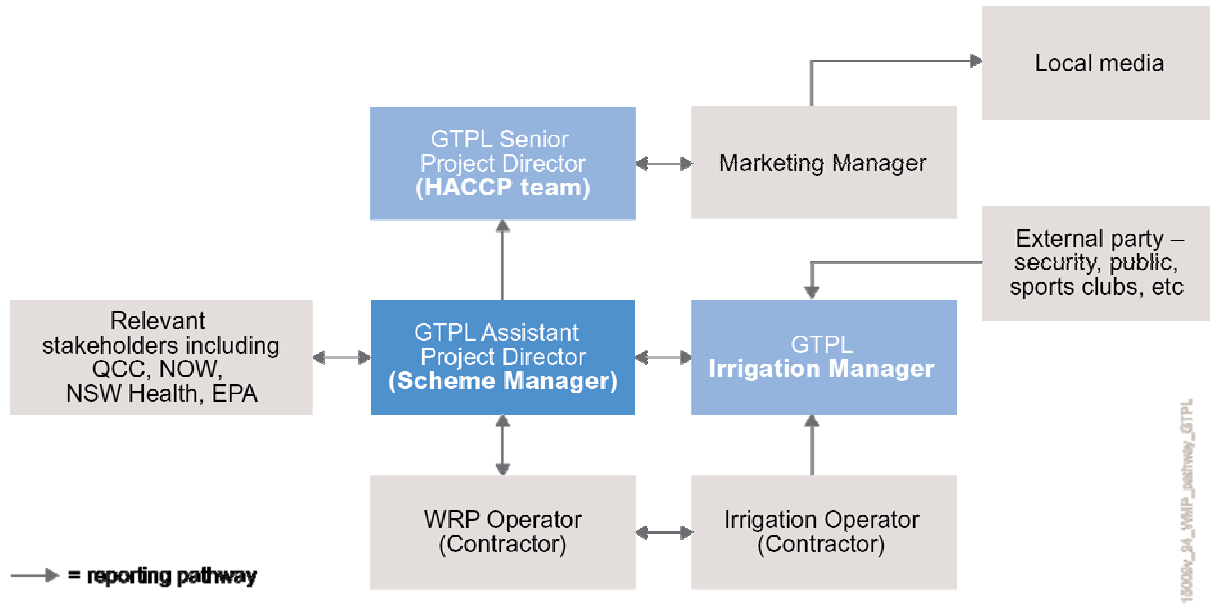 Local media
GTPL Senior
Project Director
(HACCP team)
Marketing Manager
External party –
security, public,
sports clubs, etc
Relevant
stakeholders including
QCC, NOW,
NSW Health, EPA
GTPL Assistant
Project Director
(Scheme Manager)
GTPL
Irrigation Manager
WRP Operator
(Contractor)
Irrigation Operator
(Contractor)
= reporting pathway